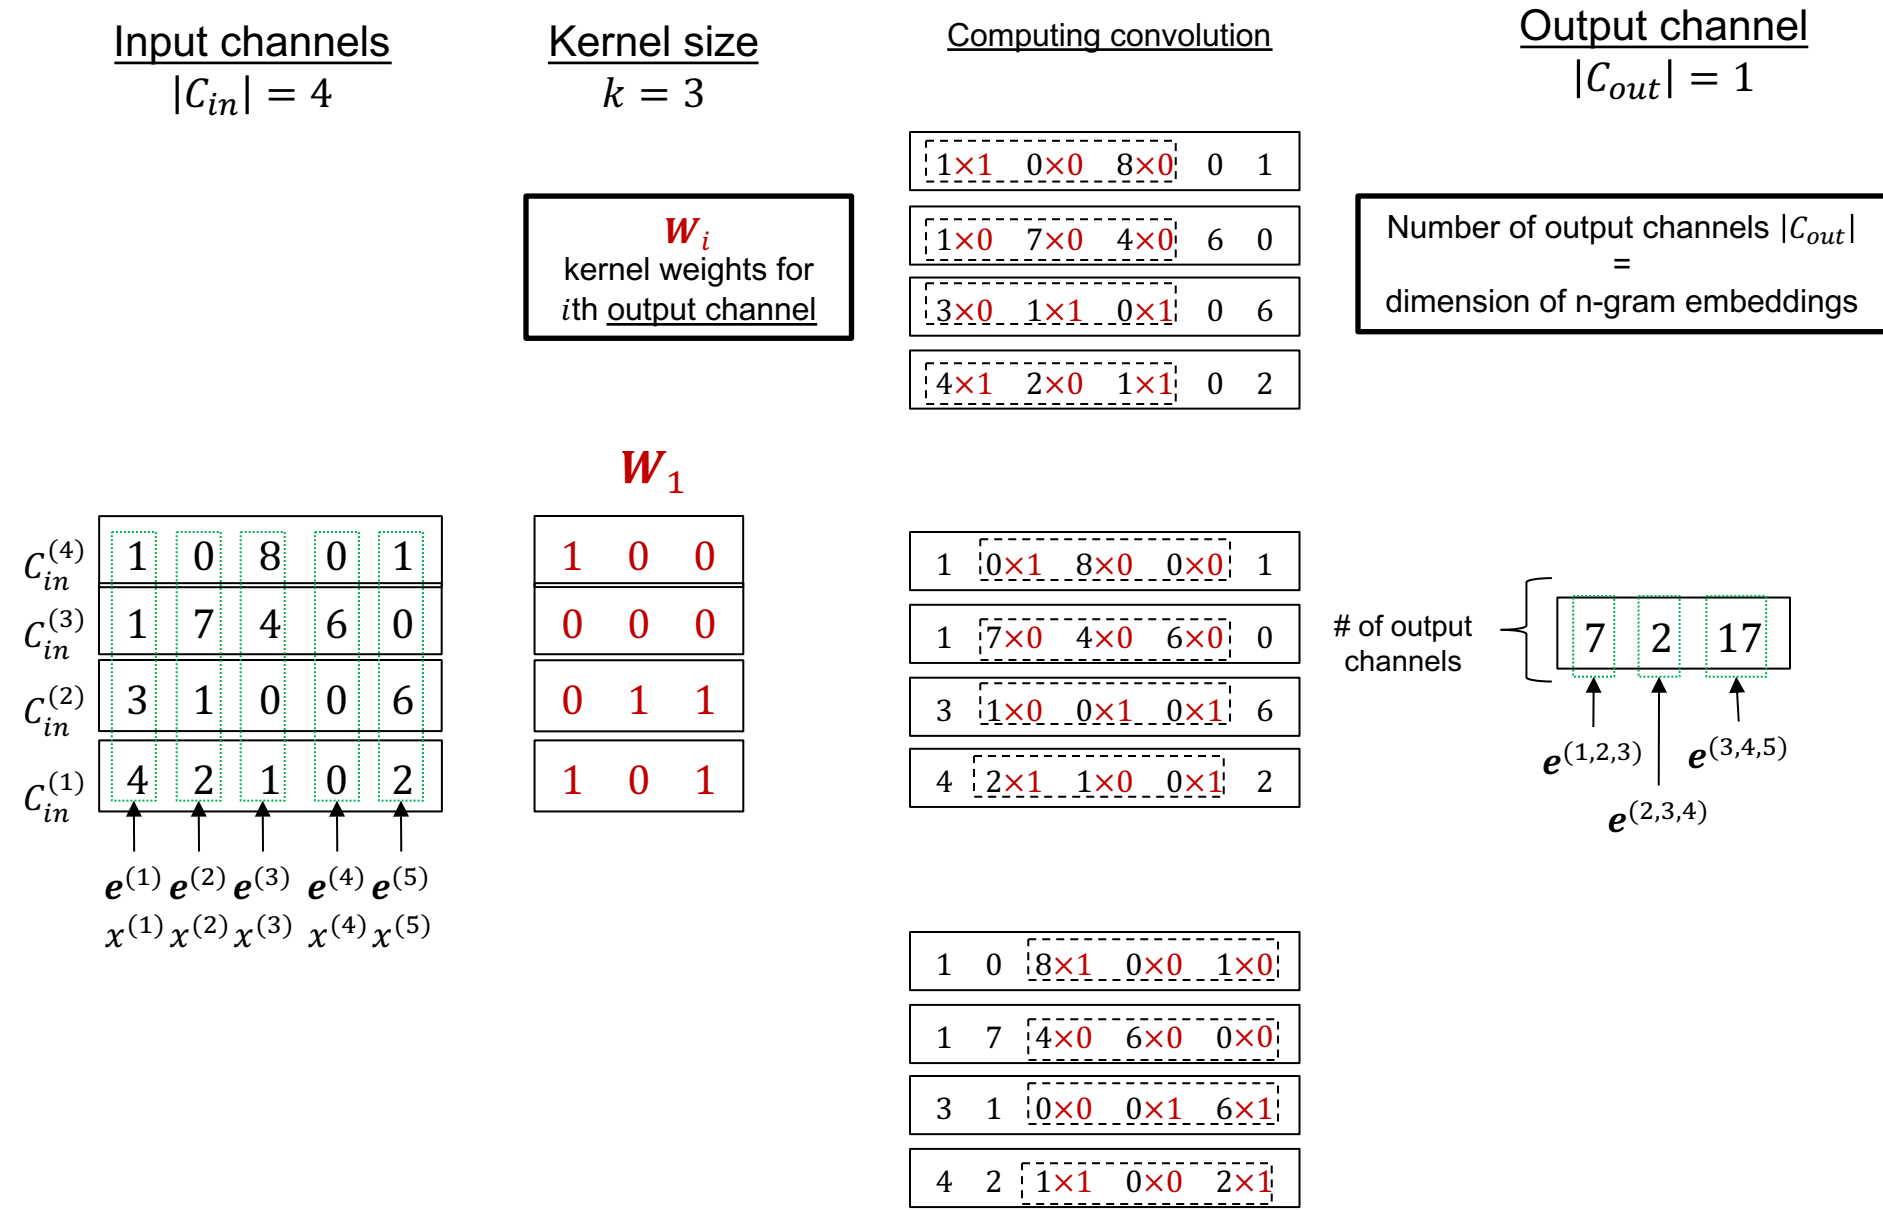 Input channels
|C_in| = 4
Kernel size
k = 3
W_i
kernel weights for
ith output channel
W_1
Computing convolution
Output channel
|C_out| = 1
Number of output channels |C_out|
=
dimension of n-gram embeddings
C_in^(4) 1 0 8 0 1
C_in^(3) 1 7 4 6 0
C_in^(2) 3 1 0 0 6
C_in^(1) 4 2 1 0 2
e^(1) e^(2) e^(3) e^(4) e^(5)
x^(1) x^(2) x^(3) x^(4) x^(5)
1 0 0
0 0 0
0 1 1
1 0 1
1×1 0×0 8×0 0 1
1×0 7×0 4×0 6 0
3×0 1×1 0×1 0 6
4×1 2×0 1×1 0 2
1 0×1 8×0 0×0 1
1 7×0 4×0 6×0 0
3 1×0 0×1 0×1 6
4 2×1 1×0 0×1 2
1 0 8×1 0×0 1×0
1 7 4×0 6×0 0×0
3 1 0×0 0×1 6×1
4 2 1×1 0×0 2×1
# of output
channels
7 2 17
e^(1,2,3)
e^(3,4,5)
e^(2,3,4)